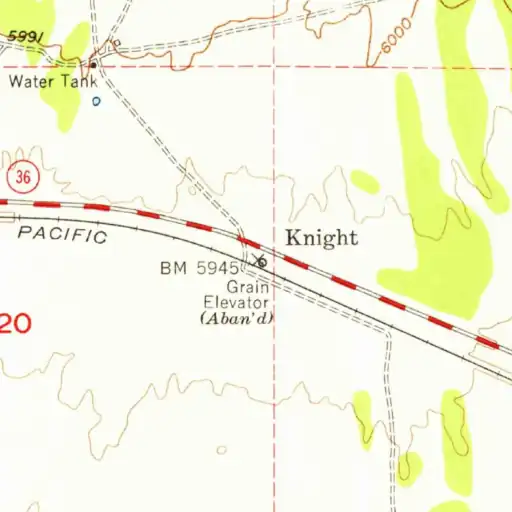 5991
6000
Water Tank
36
PACIFIC
Knight
BM 5945
Grain
Elevator
(Aban'd)
20